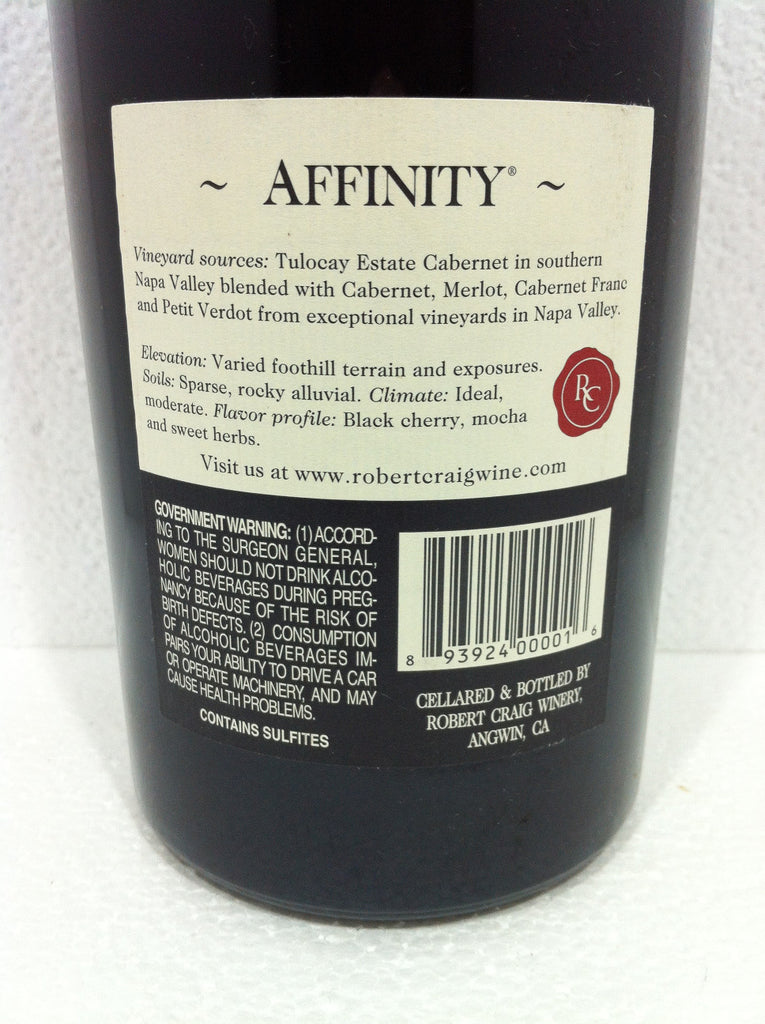 ~ AFFINITY® ~
Vineyard sources: Tulocay Estate Cabernet in southern
Napa Valley blended with Cabernet, Merlot, Cabernet Franc
and Petit Verdot from exceptional vineyards in Napa Valley.
Elevation: Varied foothill terrain and exposures.
Soils: Sparse, rocky alluvial. Climate: Ideal,
moderate. Flavor profile: Black cherry, mocha
and sweet herbs.
RC
Visit us at www.robertcraigwine.com
GOVERNMENT WARNING: (1) ACCORD-
ING TO THE SURGEON GENERAL,
WOMEN SHOULD NOT DRINK ALCO-
HOLIC BEVERAGES DURING PREG-
NANCY BECAUSE OF THE RISK OF
BIRTH DEFECTS. (2) CONSUMPTION
OF ALCOHOLIC BEVERAGES IM-
PAIRS YOUR ABILITY TO DRIVE A CAR
OR OPERATE MACHINERY, AND MAY
CAUSE HEALTH PROBLEMS.
CONTAINS SULFITES
8 93924 00001 6
CELLARED & BOTTLED BY
ROBERT CRAIG WINERY,
ANGWIN, CA